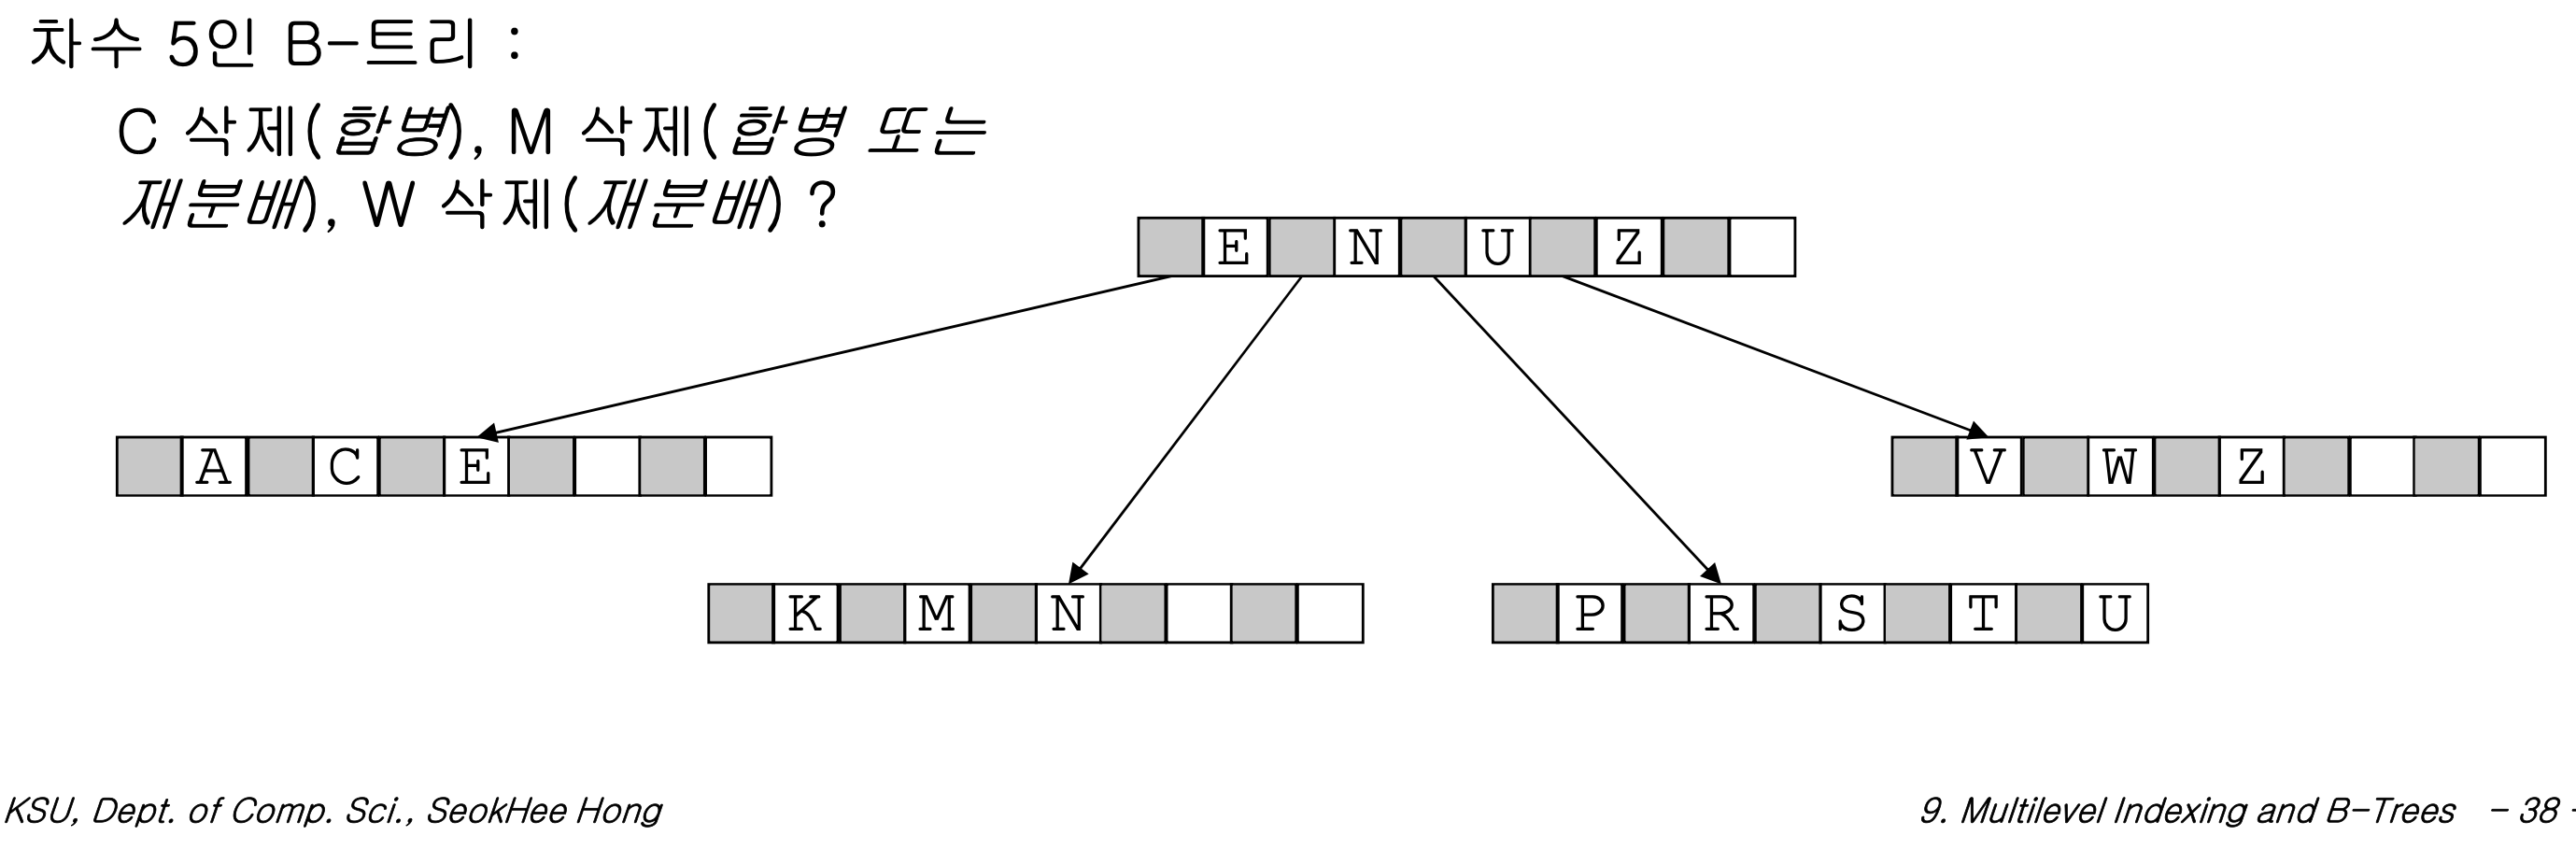 차수 5인 B-트리 :
C 삭제(합병), M 삭제(합병 또는
재분배), W 삭제(재분배) ?
E N U Z
A C E
V W Z
K M N
P R S T U
KSU, Dept. of Comp. Sci., SeokHee Hong
9. Multilevel Indexing and B-Trees - 38 -